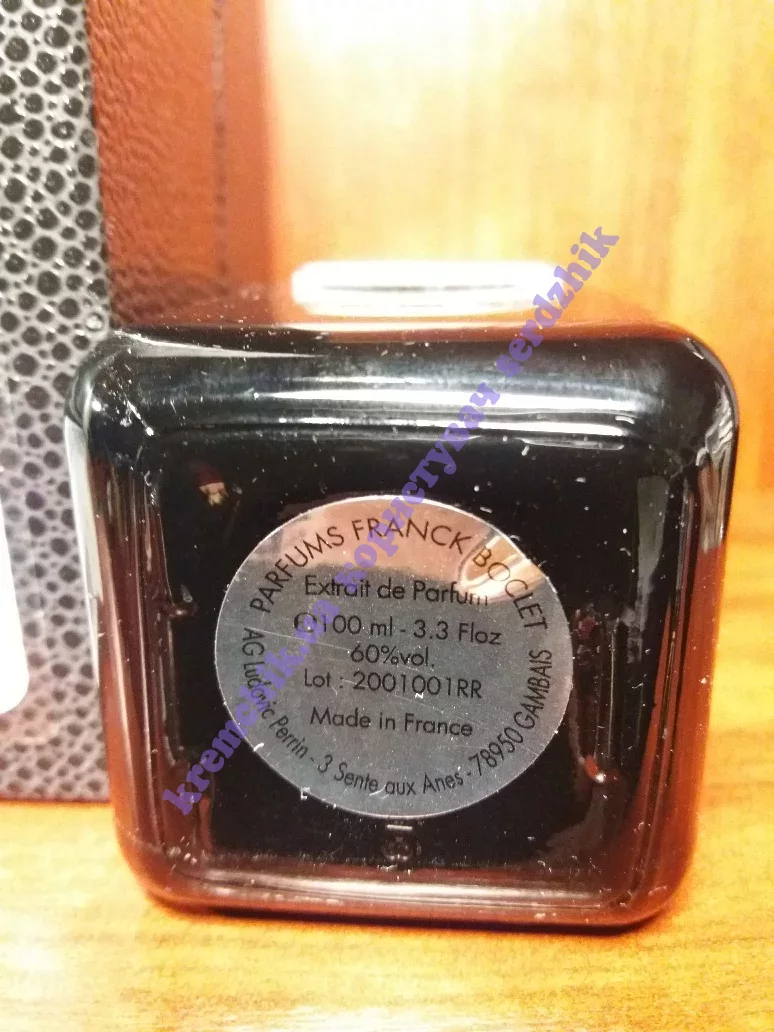 PARFUMS FRANCK BOCLET
Extrait de Parfum
℮100 ml - 3.3 Floz
60%vol.
Lot : 2001001RR
Made in France
AG Ludovic Perrin - 3 Sente aux Anes - 78950 GAMBAIS
kremchik.ua користувач serdzhik